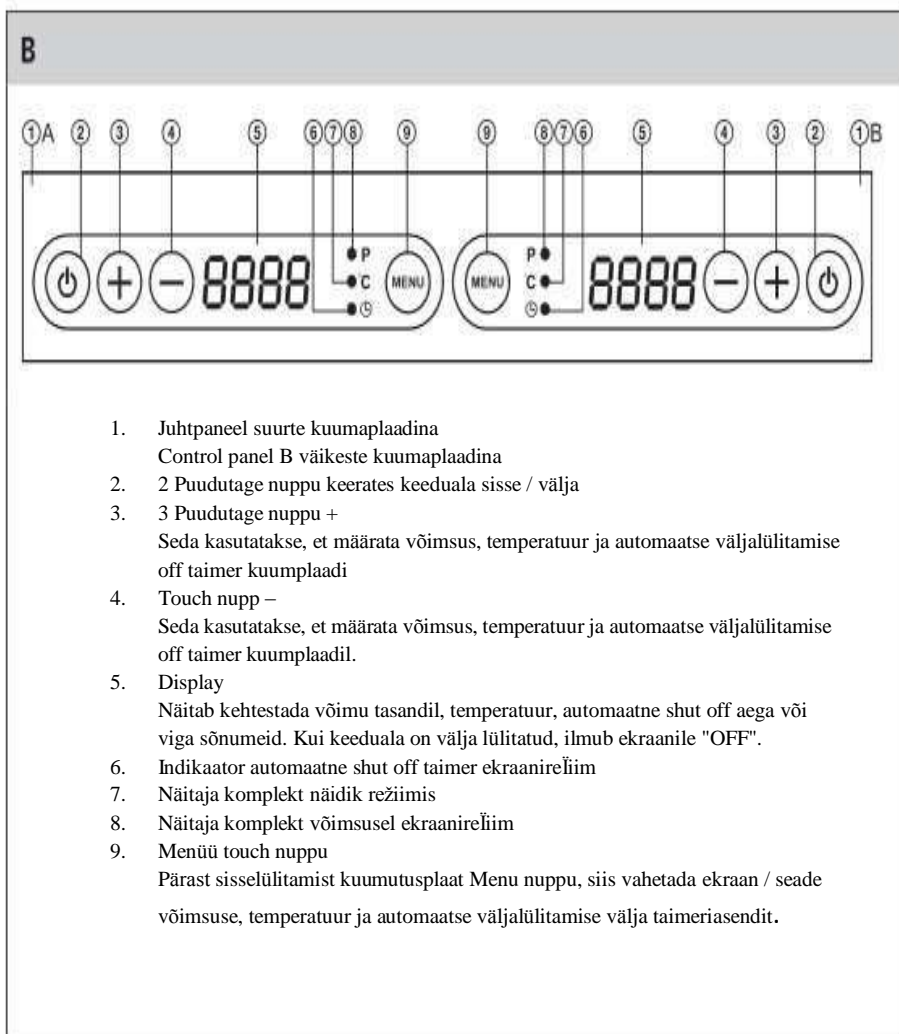 B
①A ② ③ ④ ⑤ ⑥⑦⑧ ⑨ ⑨ ⑧⑦⑥ ⑤ ④ ③ ② ①B
+ − 8888 P C MENU MENU P C 8888 − +
1. Juhtpaneel suurte kuumaplaadina
Control panel B väikeste kuumaplaadina
2. 2 Puudutage nuppu keerates keeduala sisse / välja
3. 3 Puudutage nuppu +
Seda kasutatakse, et määrata võimsus, temperatuur ja automaatse väljalülitamise
off taimer kuumplaadi
4. Touch nupp –
Seda kasutatakse, et määrata võimsus, temperatuur ja automaatse väljalülitamise
off taimer kuumplaadil.
5. Display
Näitab kehtestada võimu tasandil, temperatuur, automaatne shut off aega või
viga sõnumeid. Kui keeduala on välja lülitatud, ilmub ekraanile "OFF".
6. Indikaator automaatne shut off taimer ekraanireÏiim
7. Näitaja komplekt näidik režiimis
8. Näitaja komplekt võimsusel ekraanireÏiim
9. Menüü touch nuppu
Pärast sisselülitamist kuumutusplaat Menu nuppu, siis vahetada ekraan / seade
võimsuse, temperatuur ja automaatse väljalülitamise välja taimeriasendit.